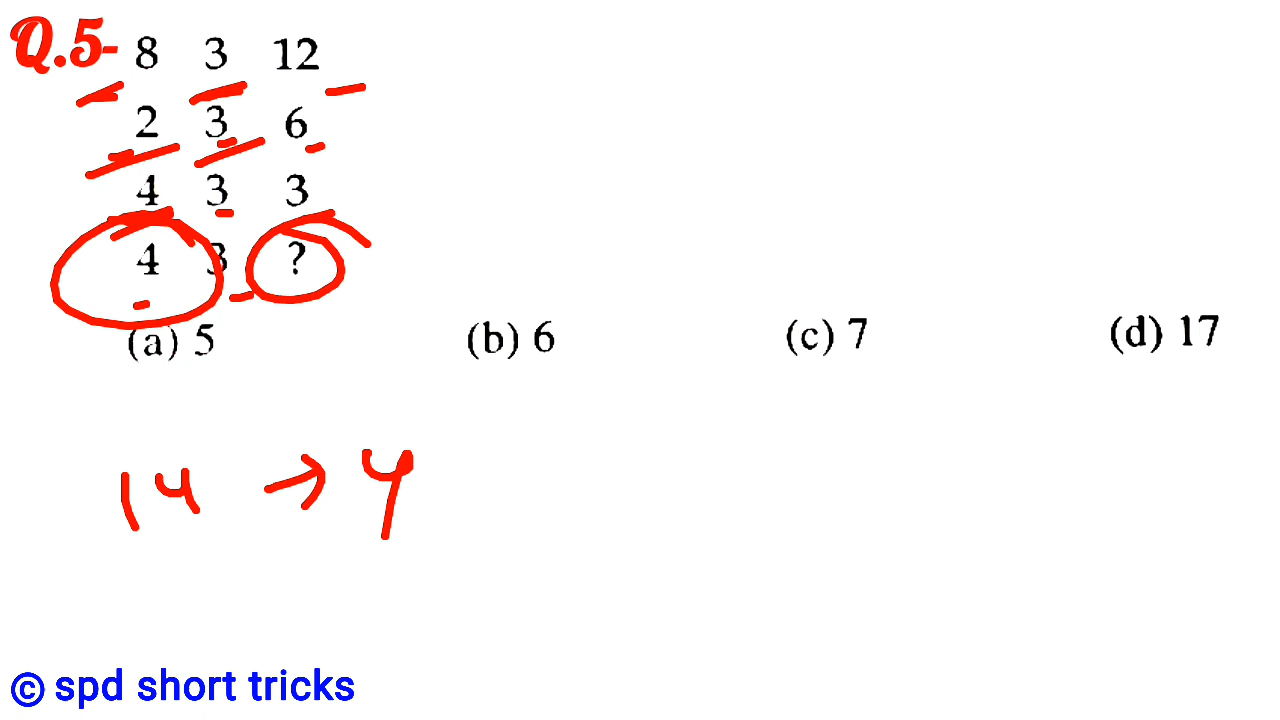 Q.5- 8 3 12
2 3 6
4 3 3
4 3 ?
(a) 5 (b) 6 (c) 7 (d) 17
14 → 4
© spd short tricks